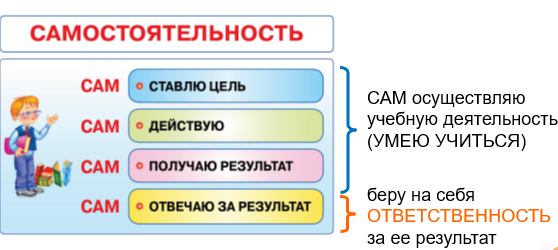 САМОСТОЯТЕЛЬНОСТЬ
САМ СТАВЛЮ ЦЕЛЬ
САМ ДЕЙСТВУЮ
САМ ПОЛУЧАЮ РЕЗУЛЬТАТ
САМ ОТВЕЧАЮ ЗА РЕЗУЛЬТАТ
САМ осуществляю
учебную деятельность
(УМЕЮ УЧИТЬСЯ)
беру на себя
ОТВЕТСТВЕННОСТЬ
за ее результат